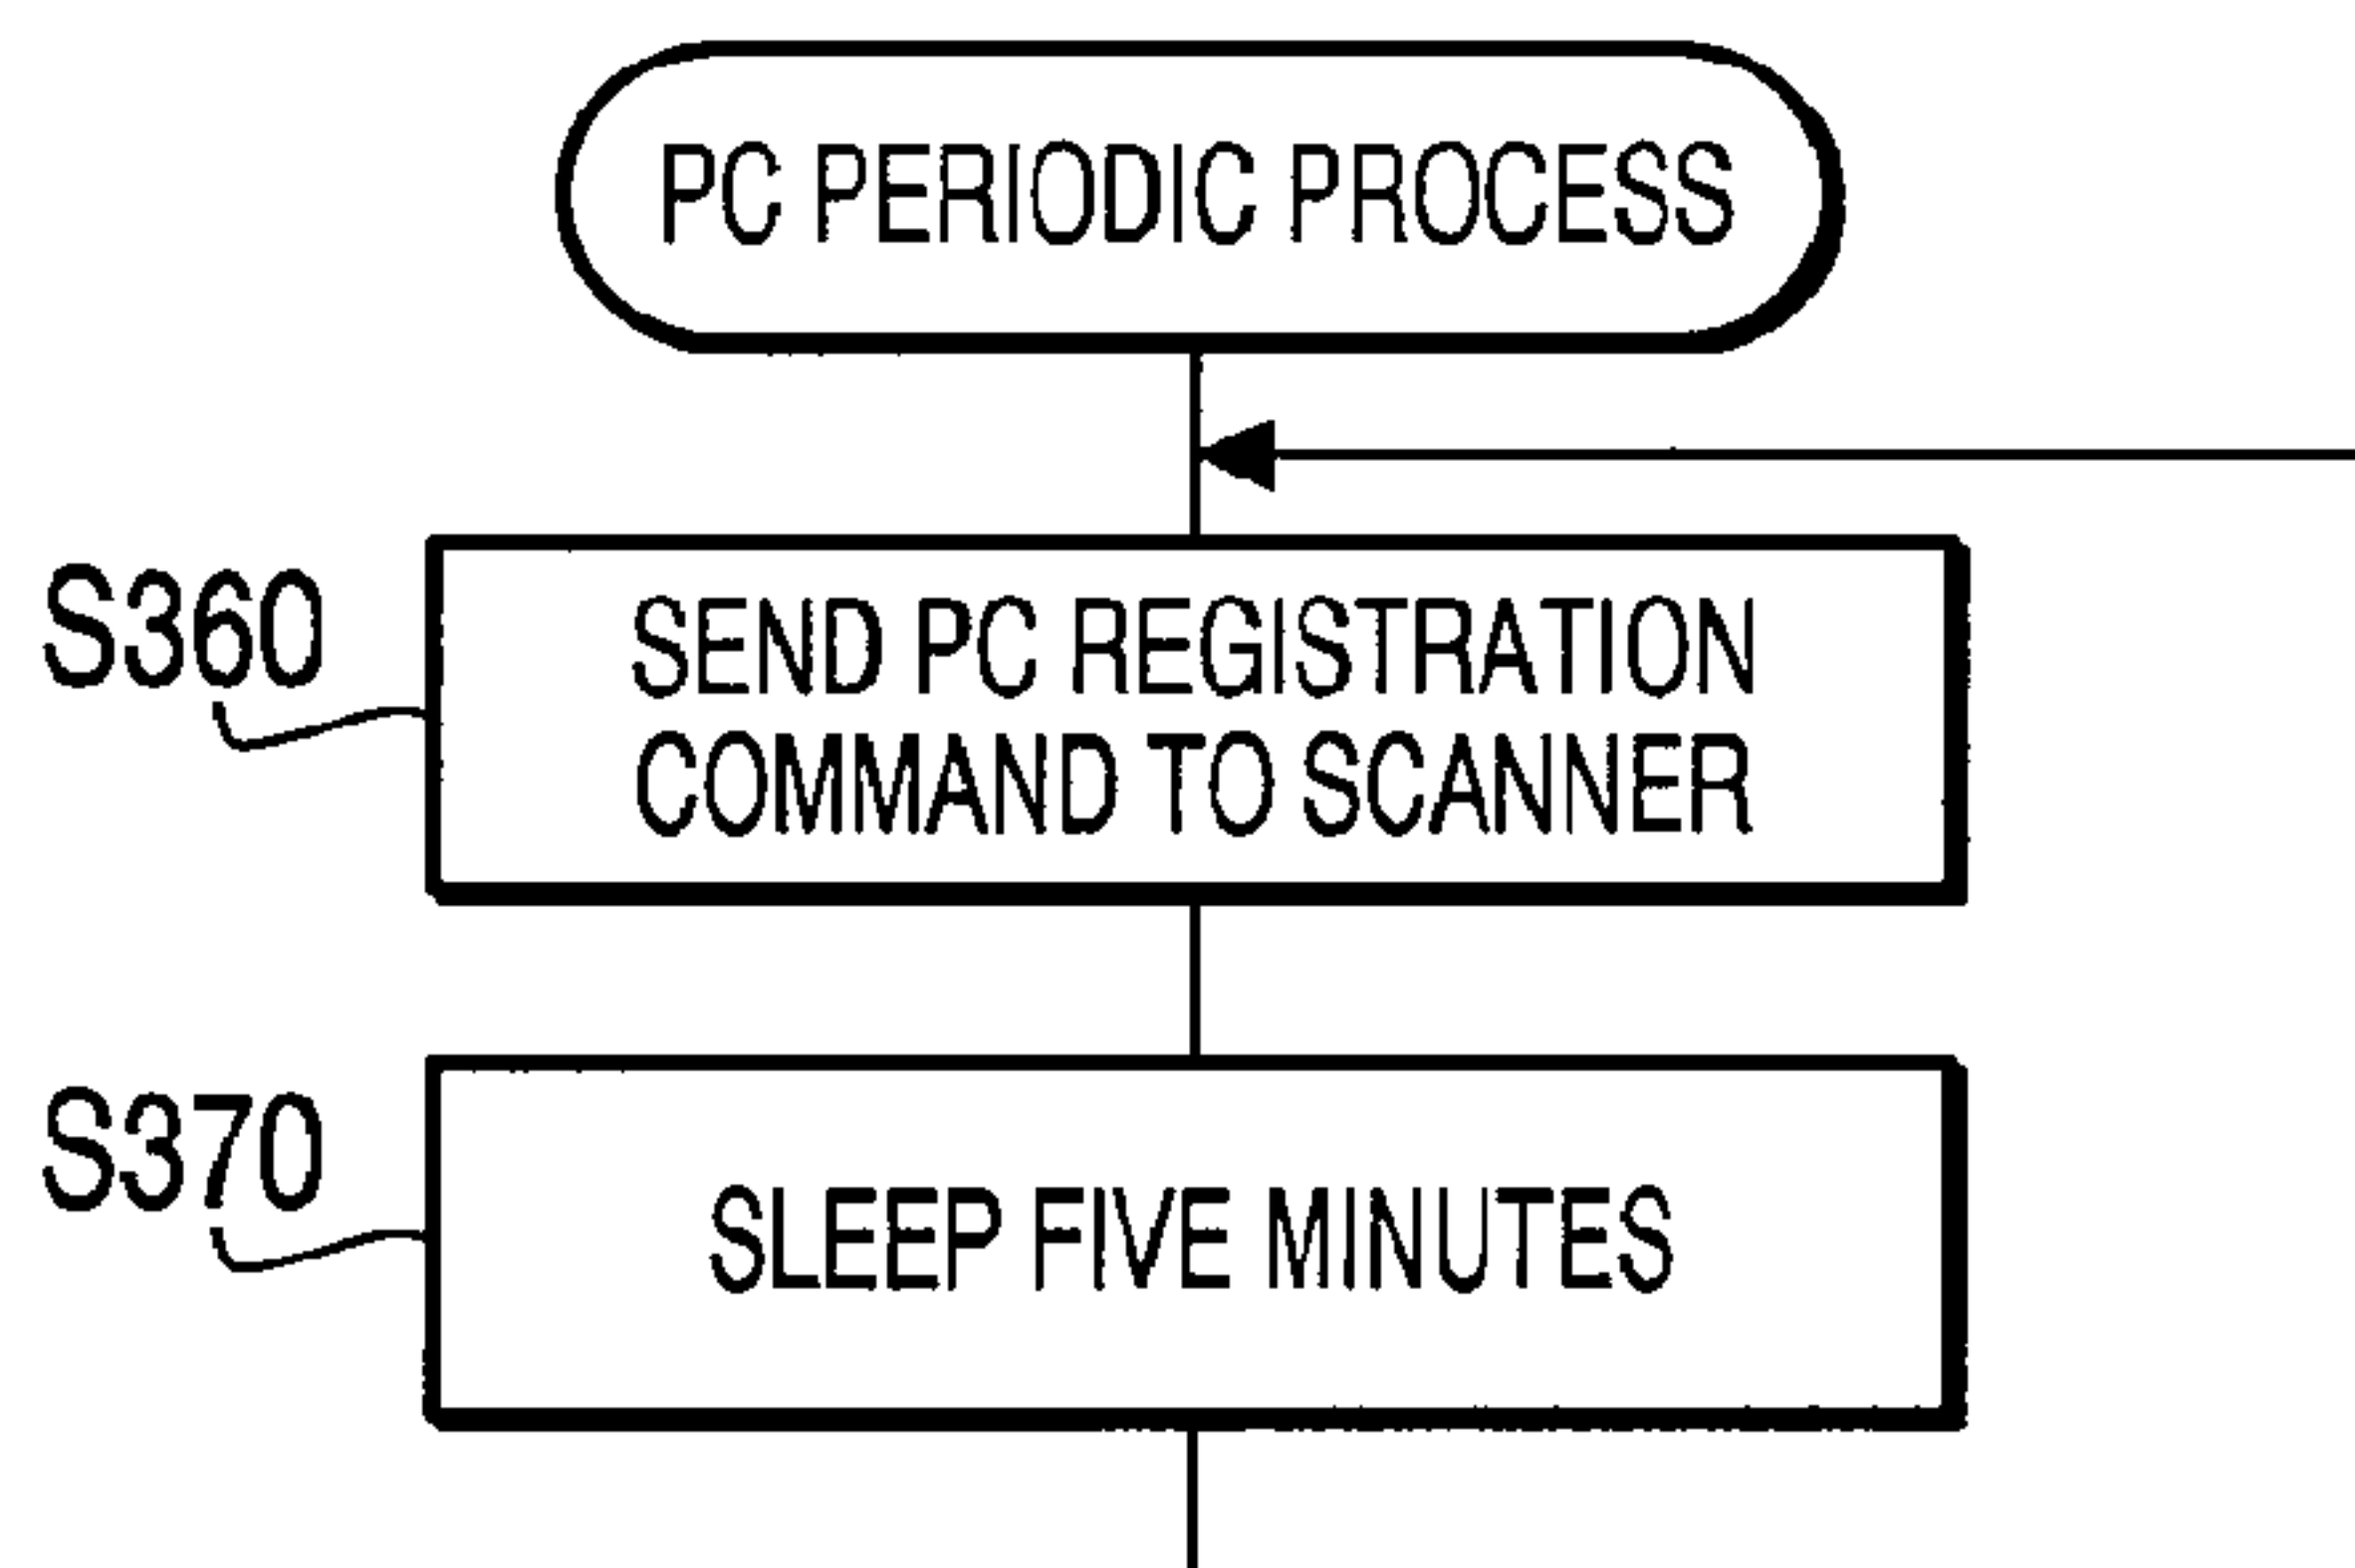 PC PERIODIC PROCESS
S360
SEND PC REGISTRATION
COMMAND TO SCANNER
S370
SLEEP FIVE MINUTES